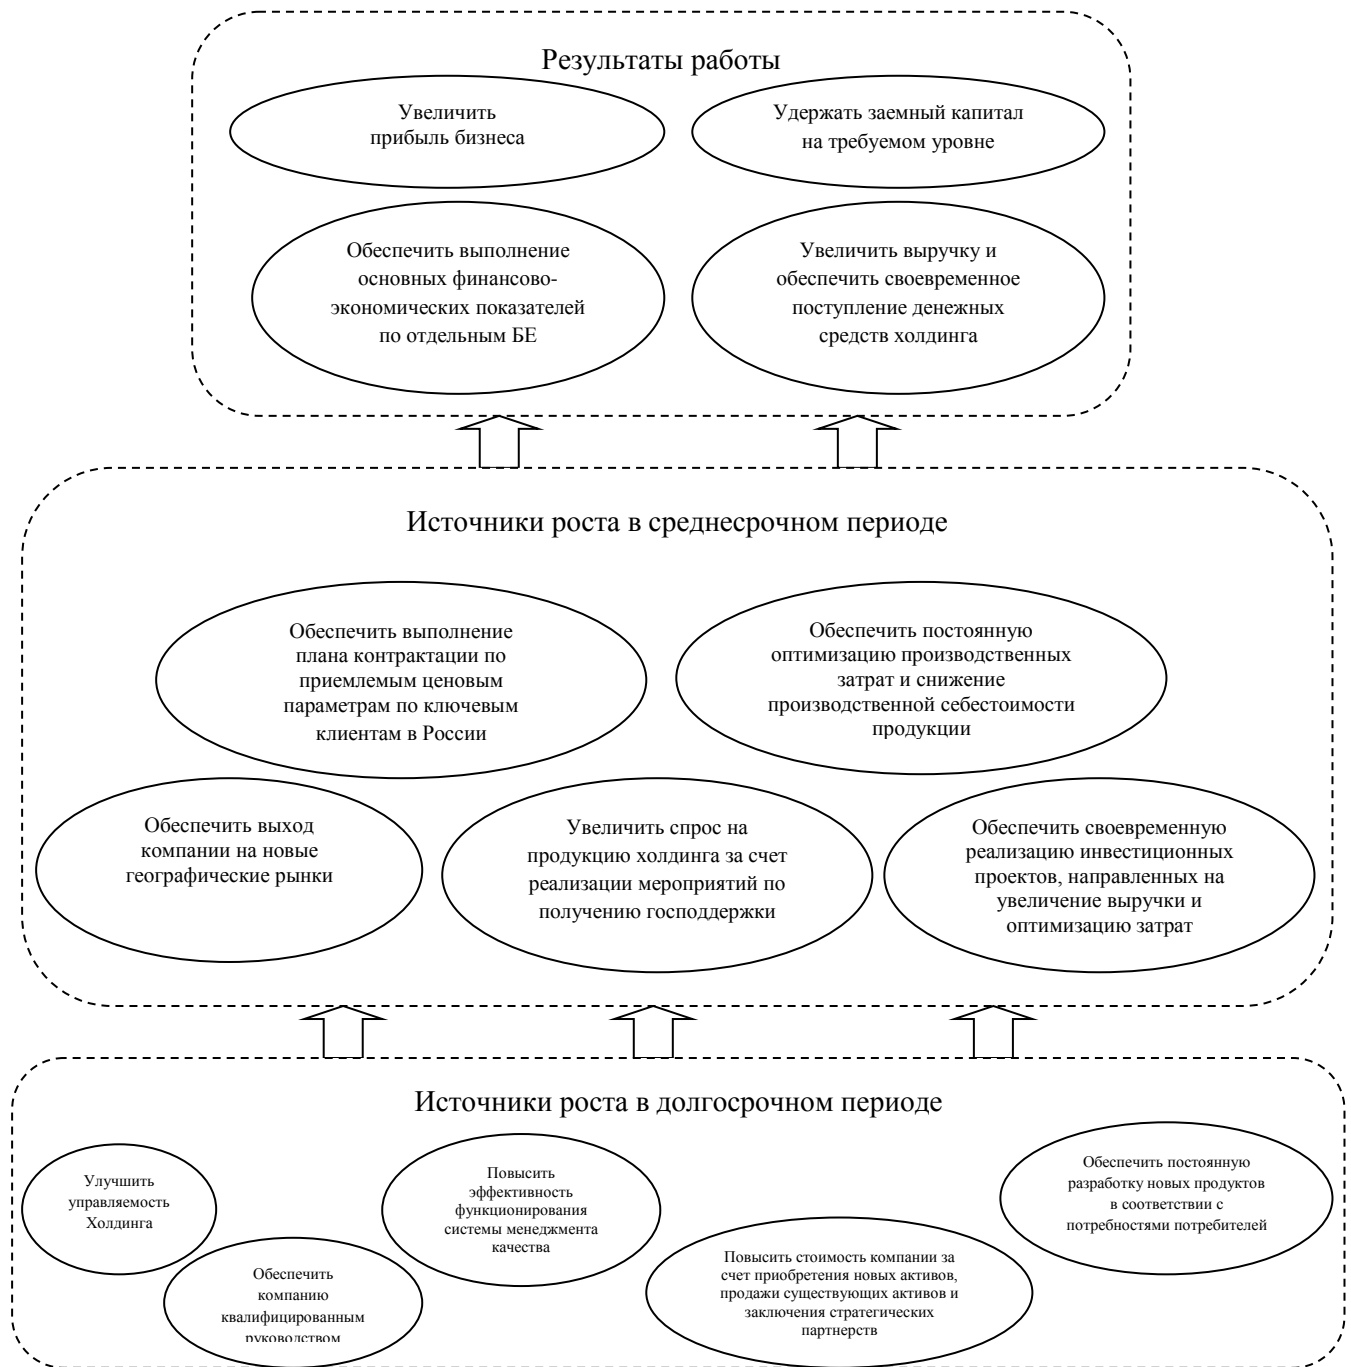 Результаты работы
Увеличить
прибыль бизнеса
Удержать заемный капитал
на требуемом уровне
Обеспечить выполнение
основных финансово-
экономических показателей
по отдельным БЕ
Увеличить выручку и
обеспечить своевременное
поступление денежных
средств холдинга
Источники роста в среднесрочном периоде
Обеспечить выполнение
плана контрактации по
приемлемым ценовым
параметрам по ключевым
клиентам в России
Обеспечить постоянную
оптимизацию производственных
затрат и снижение
производственной себестоимости
продукции
Обеспечить выход
компании на новые
географические рынки
Увеличить спрос на
продукцию холдинга за счет
реализации мероприятий по
получению господдержки
Обеспечить своевременную
реализацию инвестиционных
проектов, направленных на
увеличение выручки и
оптимизацию затрат
Источники роста в долгосрочном периоде
Улучшить
управляемость
Холдинга
Обеспечить
компанию
квалифицированным
руководством
Повысить
эффективность
функционирования
системы менеджмента
качества
Повысить стоимость компании за
счет приобретения новых активов,
продажи существующих активов и
заключения стратегических
партнерств
Обеспечить постоянную
разработку новых продуктов
в соответствии с
потребностями потребителей